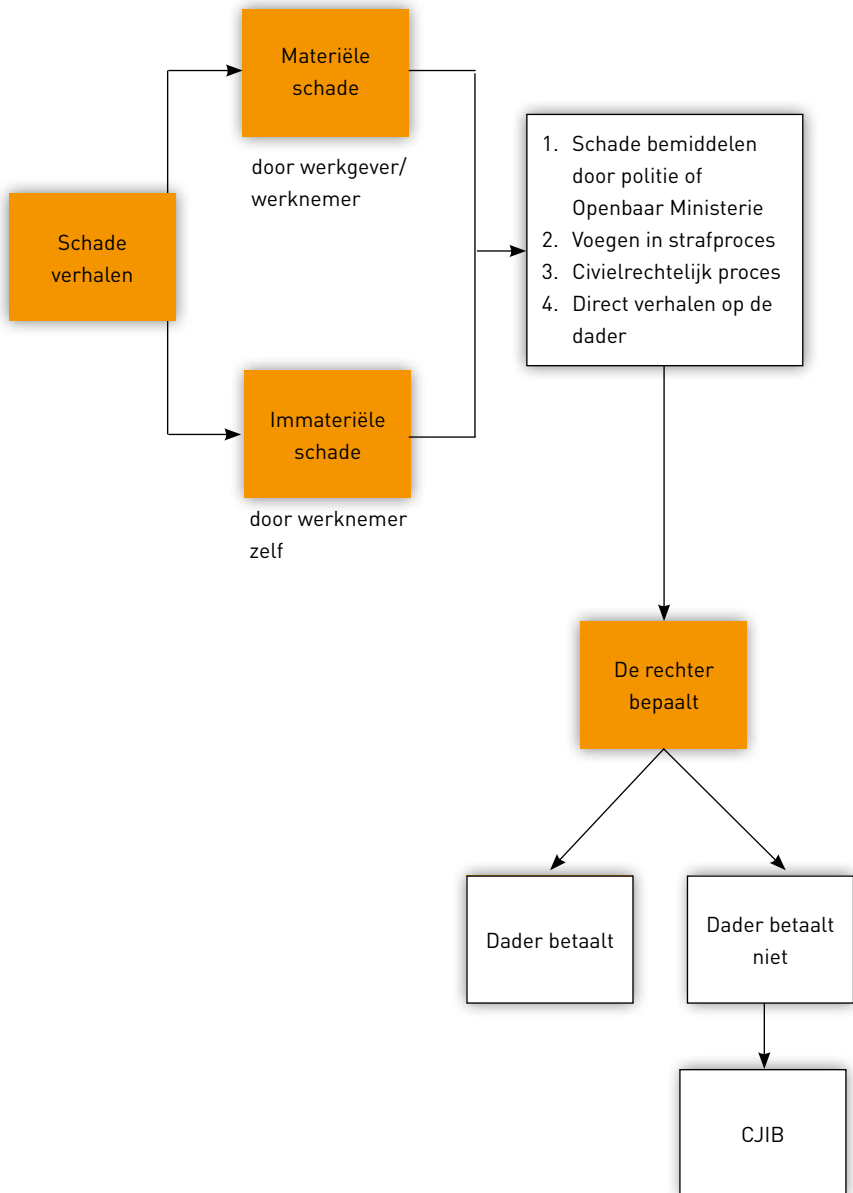 Materiële
schade
door werkgever/
werknemer
Schade
verhalen
1. Schade bemiddelen
door politie of
Openbaar Ministerie
2. Voegen in strafproces
3. Civielrechtelijk proces
4. Direct verhalen op de
dader
Immateriële
schade
door werknemer
zelf
De rechter
bepaalt
Dader betaalt
Dader betaalt
niet
CJIB